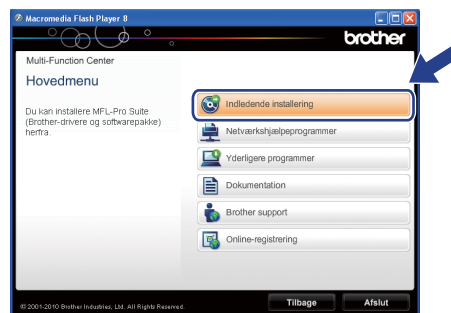 Macromedia Flash Player 8
brother
Multi-Function Center
Hovedmenu
Du kan installere MFL-Pro Suite
(Brother-drivere og softwarepakke)
herfra.
Indledende installering
Netværkshjælpeprogrammer
Yderligere programmer
Dokumentation
Brother support
Online-registrering
© 2001-2010 Brother Industries, Ltd. All Rights Reserved.
Tilbage
Afslut